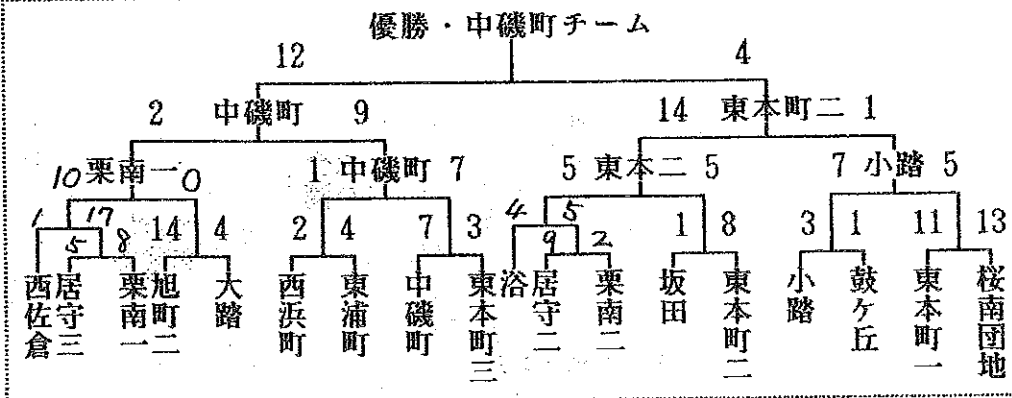 優勝・中磯町チーム
12 4
2 中磯町 9 14 東本町二 1
10 栗南一 0 1 中磯町 7 5 東本二 5 7 小踏 5
1 17 14 4 2 4 7 3 4 5 1 8 3 1 11 13
5 8 9 2
西佐倉
居守三
栗南一
旭町二
大踏
西浜町
東浦町
中磯町
東本町三
浴
居守二
栗南二
坂田
東本町二
小踏
鼓ケ丘
東本町一
桜南団地